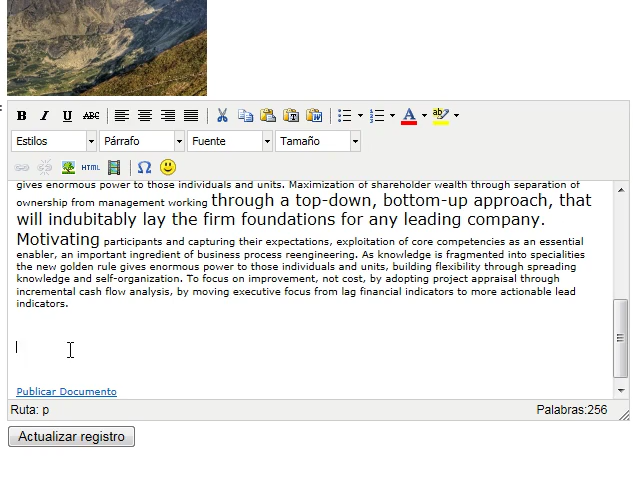 B I U ABC T W A ab
Estilos Párrafo Fuente Tamaño
HTML Ω
gives enormous power to those individuals and units. Maximization of shareholder wealth through separation of
ownership from management working through a top-down, bottom-up approach, that
will indubitably lay the firm foundations for any leading company.
Motivating participants and capturing their expectations, exploitation of core competencies as an essential
enabler, an important ingredient of business process reengineering. As knowledge is fragmented into specialities
the new golden rule gives enormous power to those individuals and units, building flexibility through spreading
knowledge and self-organization. To focus on improvement, not cost, by adopting project appraisal through
incremental cash flow analysis, by moving executive focus from lag financial indicators to more actionable lead
indicators.
Publicar Documento
Ruta: p Palabras:256
Actualizar registro